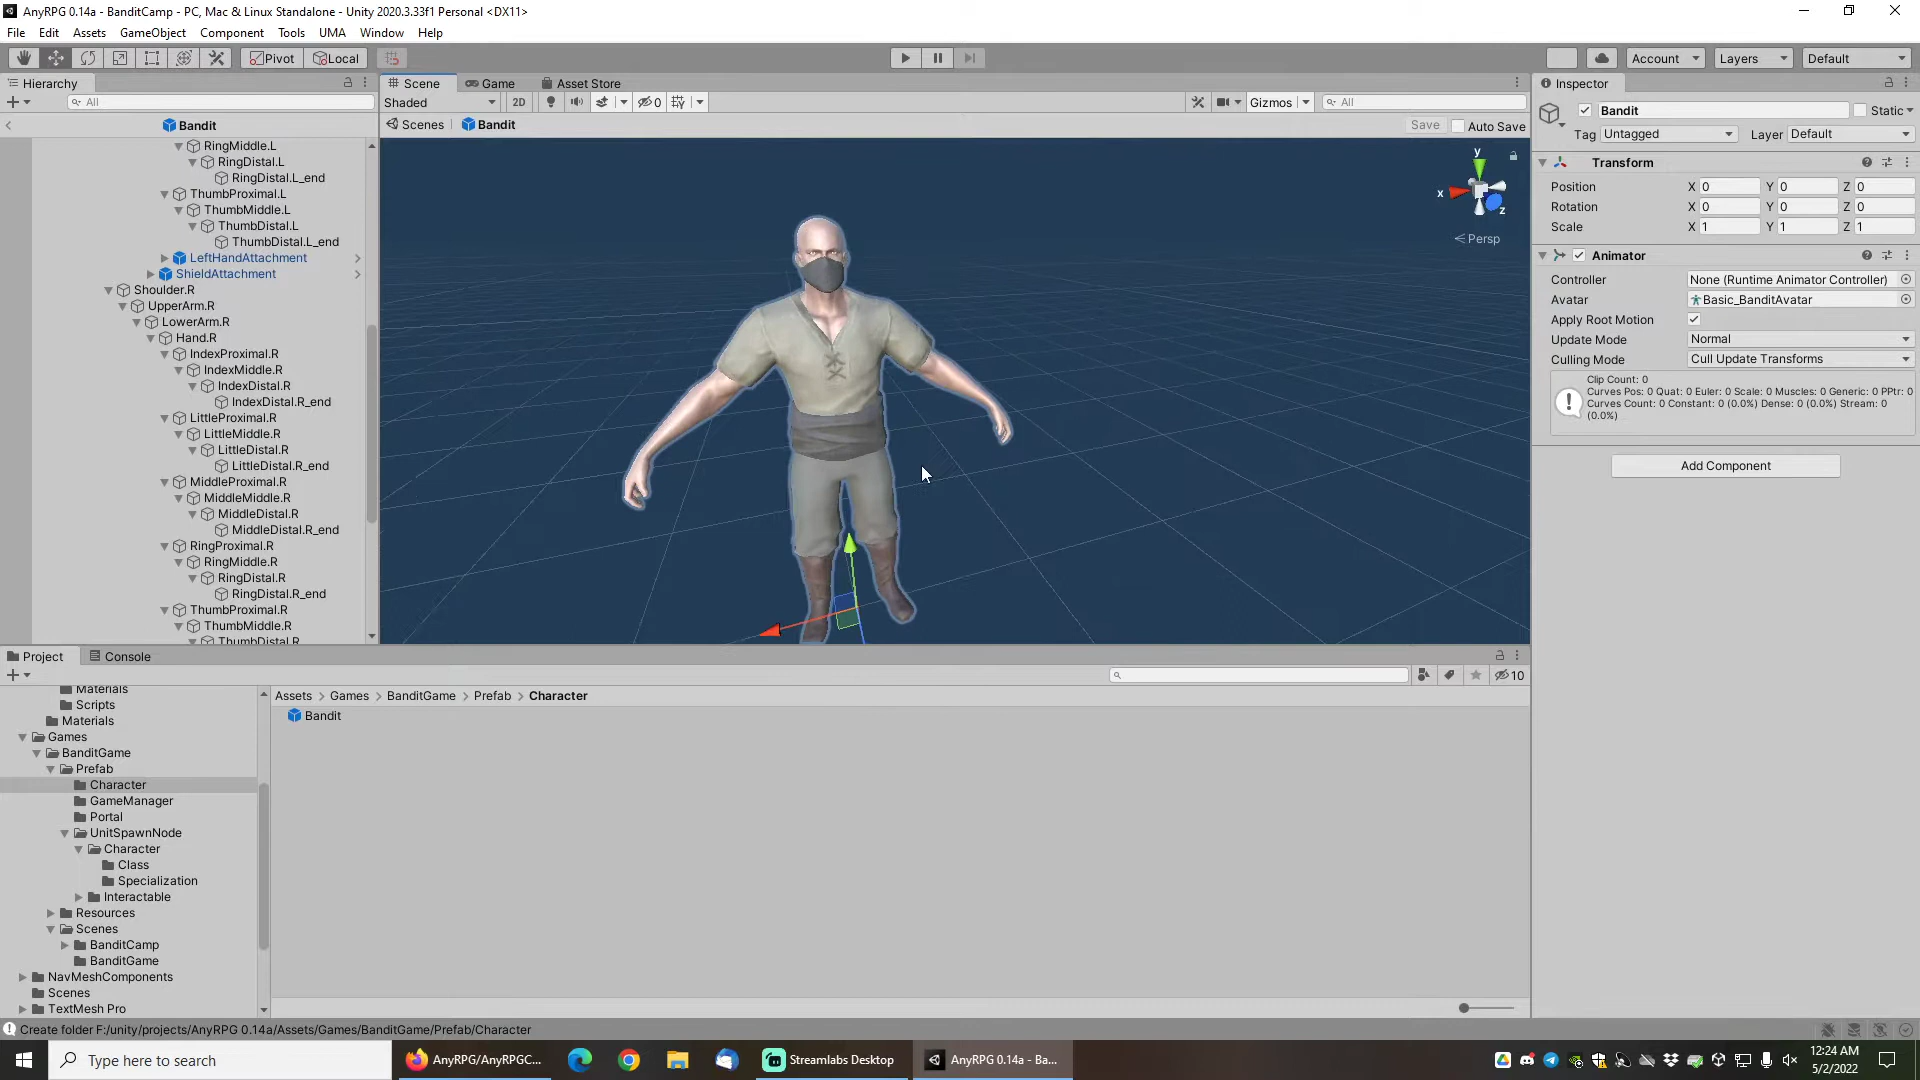 AnyRPG 0.14a - BanditCamp - PC, Mac & Linux Standalone - Unity 2020.3.33f1 Personal <DX11>
File Edit Assets GameObject Component Tools UMA Window Help
Pivot Local Account Layers Default
Hierarchy Scene Game Asset Store Inspector
All Shaded 2D 0 Gizmos All
Bandit Scenes Bandit Save Auto Save
RingMiddle.L
RingDistal.L
RingDistal.L_end
ThumbProximal.L
ThumbMiddle.L
ThumbDistal.L
ThumbDistal.L_end
LeftHandAttachment
ShieldAttachment
Shoulder.R
UpperArm.R
LowerArm.R
Hand.R
IndexProximal.R
IndexMiddle.R
IndexDistal.R
IndexDistal.R_end
LittleProximal.R
LittleMiddle.R
LittleDistal.R
LittleDistal.R_end
MiddleProximal.R
MiddleMiddle.R
MiddleDistal.R
MiddleDistal.R_end
RingProximal.R
RingMiddle.R
RingDistal.R
RingDistal.R_end
ThumbProximal.R
ThumbMiddle.R
ThumbDistal.R
y
x
z
Persp
Bandit Static
Tag Untagged Layer Default
Transform
Position X 0 Y 0 Z 0
Rotation X 0 Y 0 Z 0
Scale X 1 Y 1 Z 1
Animator
Controller None (Runtime Animator Controller)
Avatar Basic_BanditAvatar
Apply Root Motion
Update Mode Normal
Culling Mode Cull Update Transforms
Clip Count: 0
Curves Pos: 0 Quat: 0 Euler: 0 Scale: 0 Muscles: 0 Generic: 0 PPtr: 0
Curves Count: 0 Constant: 0 (0.0%) Dense: 0 (0.0%) Stream: 0
(0.0%)
Add Component
Project Console
10
Materials
Scripts
Materials
Games
BanditGame
Prefab
Character
GameManager
Portal
UnitSpawnNode
Character
Class
Specialization
Interactable
Resources
Scenes
BanditCamp
BanditGame
NavMeshComponents
Scenes
TextMesh Pro
Assets > Games > BanditGame > Prefab > Character
Bandit
Create folder F:/unity/projects/AnyRPG 0.14a/Assets/Games/BanditGame/Prefab/Character
Type here to search
AnyRPG/AnyRPGC...
Streamlabs Desktop
AnyRPG 0.14a - Ba...
12:24 AM
5/2/2022